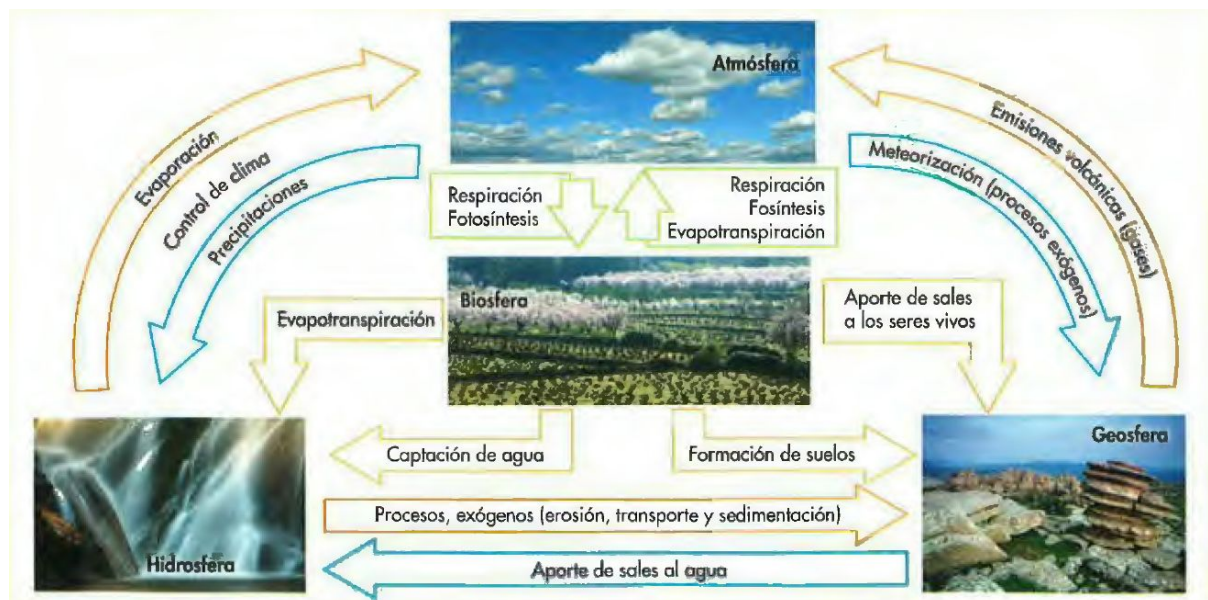 Atmósfera
Evaporación
Control de clima
Precipitaciones
Emisiones volcánicas (gases)
Meteorización (procesos exógenos)
Respiración
Fotosíntesis
Respiración
Fosíntesis
Evapotranspiración
Biosfera
Evapotranspiración
Aporte de sales
a los seres vivos
Captación de agua
Formación de suelos
Geosfera
Procesos, exógenos (erosión, transporte y sedimentación)
Hidrosfera
Aporte de sales al agua